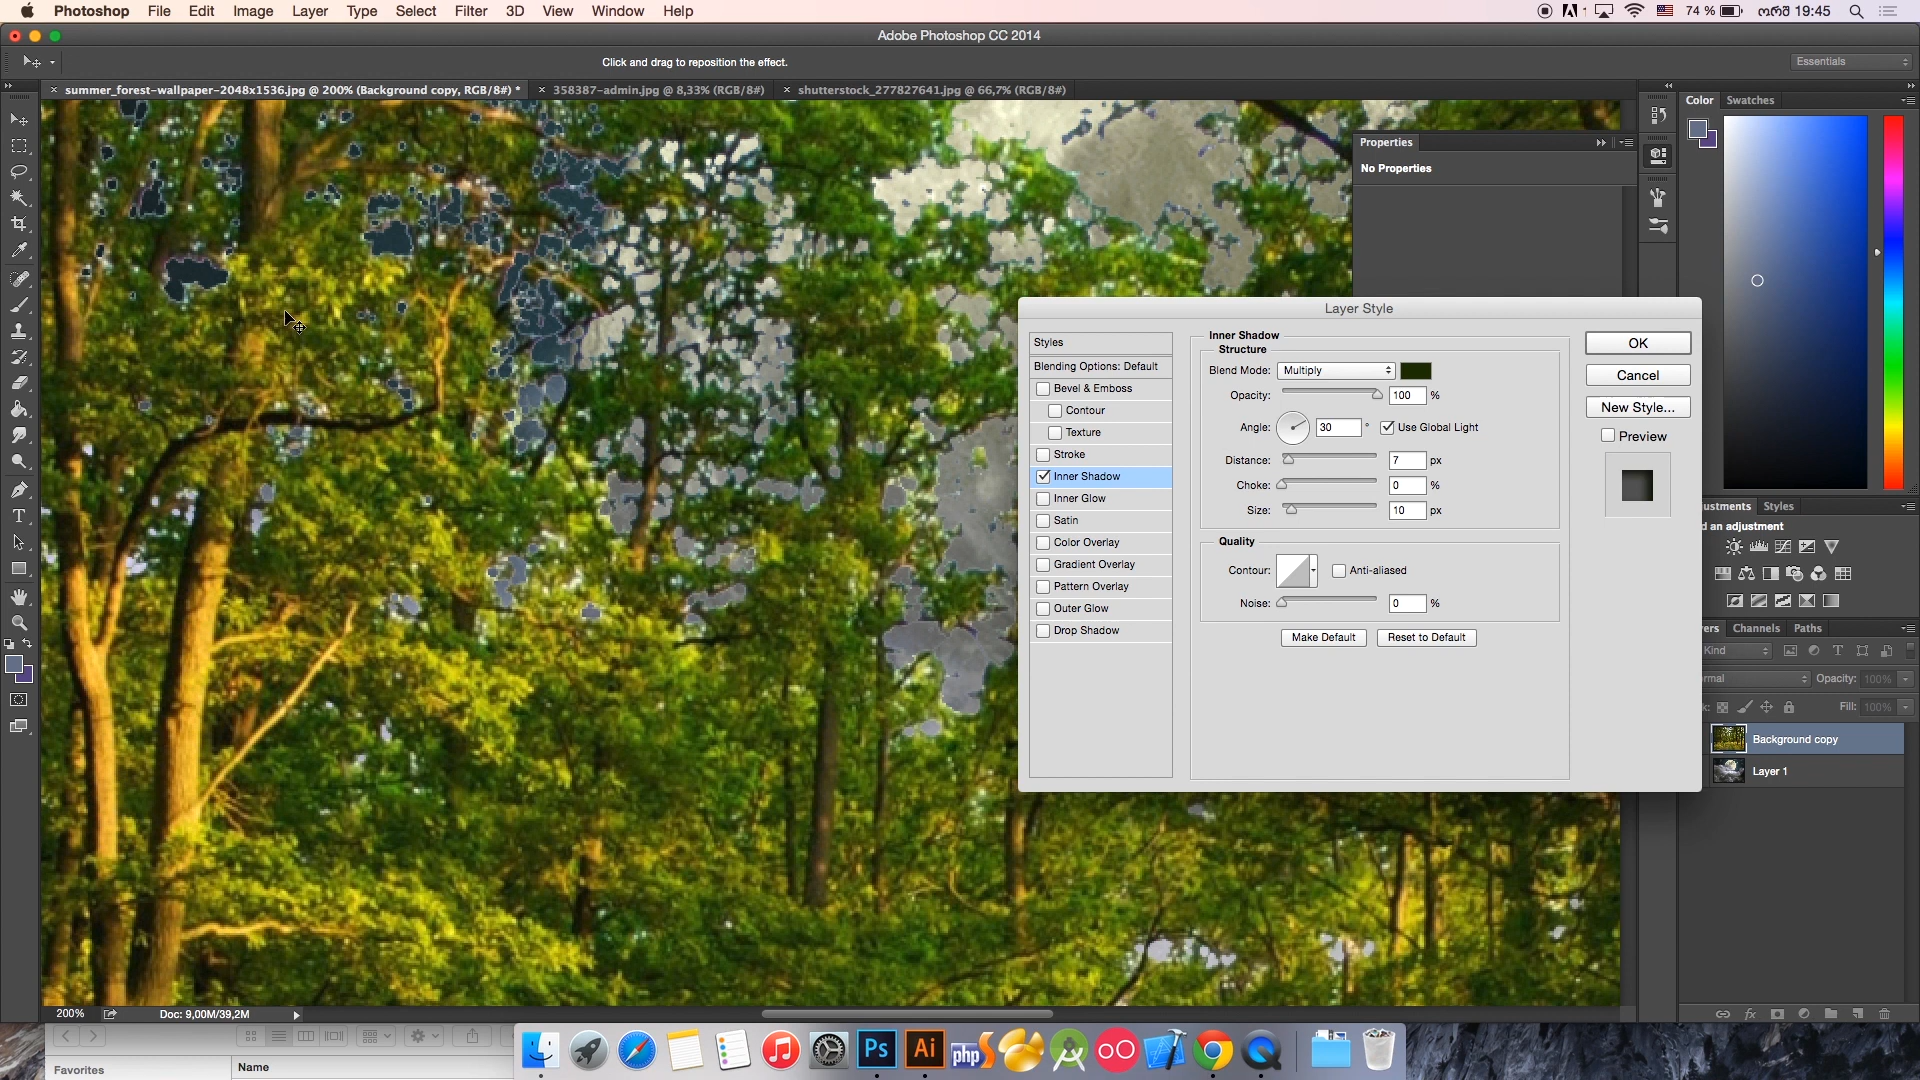 Photoshop File Edit Image Layer Type Select Filter 3D View Window Help
74 % ორშ 19:45
Adobe Photoshop CC 2014
Click and drag to reposition the effect.
Essentials
summer_forest-wallpaper-2048x1536.jpg @ 200% (Background copy, RGB/8#) *
358387-admin.jpg @ 8,33% (RGB/8#)
shutterstock_277827641.jpg @ 66,7% (RGB/8#)
Color Swatches
Properties
No Properties
Layer Style
Styles
Blending Options: Default
Bevel & Emboss
Contour
Texture
Stroke
Inner Shadow
Inner Glow
Satin
Color Overlay
Gradient Overlay
Pattern Overlay
Outer Glow
Drop Shadow
Inner Shadow
Structure
Blend Mode: Multiply
Opacity: 100 %
Angle: 30 ° Use Global Light
Distance: 7 px
Choke: 0 %
Size: 10 px
Quality
Contour: Anti-aliased
Noise: 0 %
Make Default Reset to Default
OK
Cancel
New Style...
Preview
ustments Styles
d an adjustment
ers Channels Paths
Kind
rmal Opacity: 100%
k: Fill: 100%
Background copy
Layer 1
200% Doc: 9,00M/39,2M
Favorites
Name
Ps
Ai
php